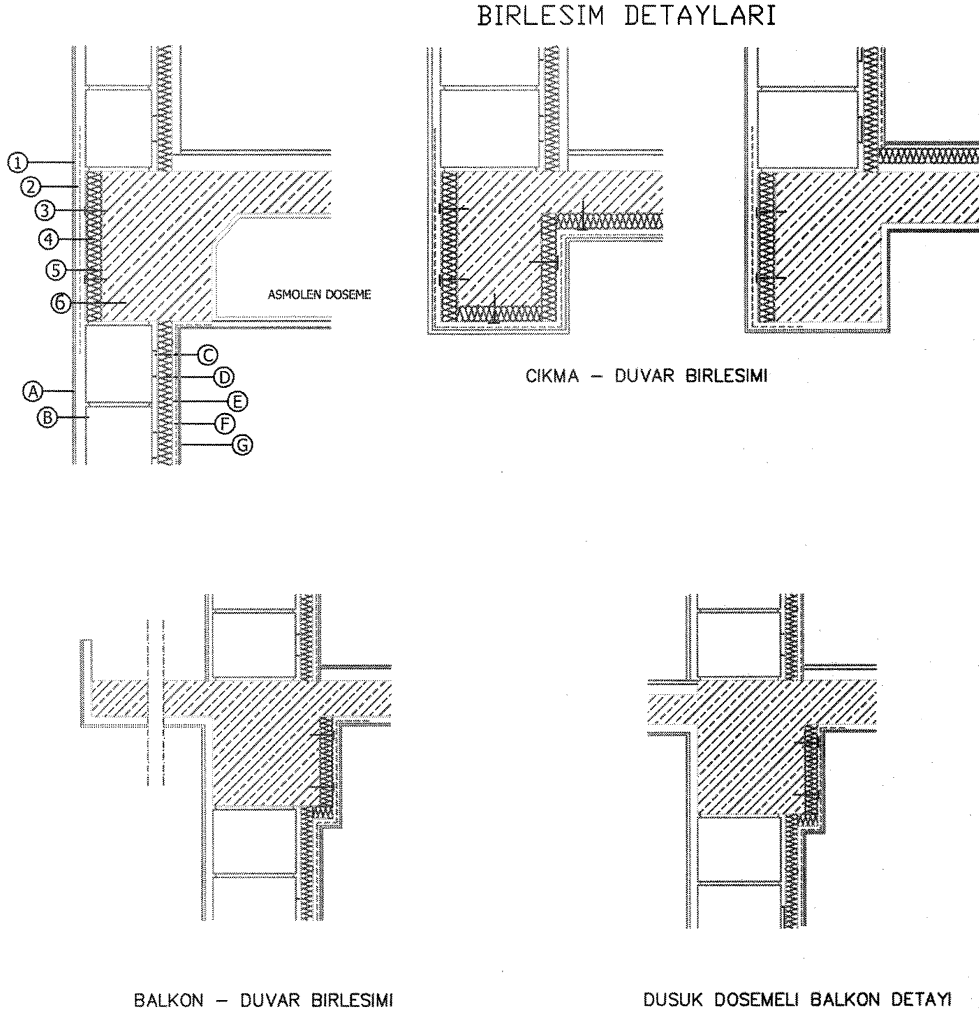 BIRLESIM DETAYLARI
1
2
3
4
5
6
ASMOLEN DOSEME
A
B
C
D
E
F
G
CIKMA – DUVAR BIRLESIMI
BALKON – DUVAR BIRLESIMI
DUSUK DOSEMELI BALKON DETAYI